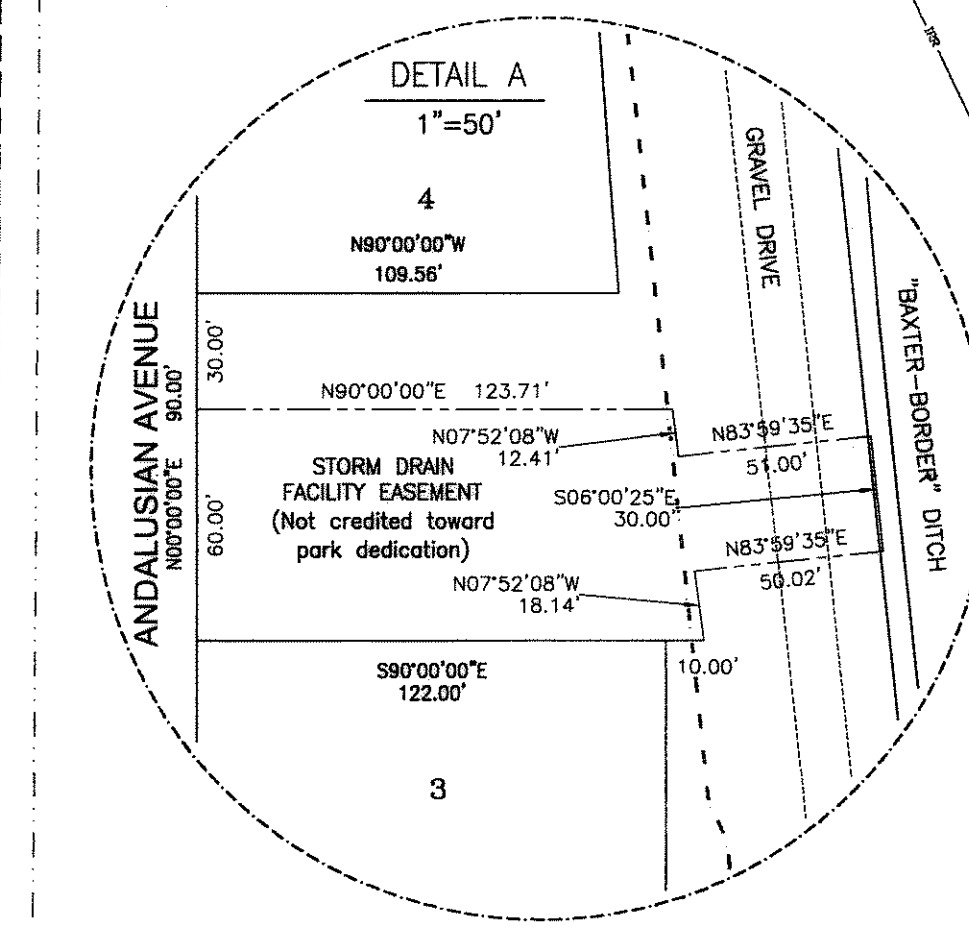 IRR
DETAIL A
1"=50'
4
N90°00'00"W
109.56'
GRAVEL DRIVE
"BAXTER-BORDER" DITCH
ANDALUSIAN AVENUE
N00°00'00"E 90.00'
30.00'
60.00'
N90°00'00"E 123.71'
N07°52'08"W
12.41'
N83°59'35"E
51.00'
STORM DRAIN
FACILITY EASEMENT
(Not credited toward
park dedication)
S06°00'25"E
30.00'
N83°59'35"E
50.02'
N07°52'08"W
18.14'
S90°00'00"E
122.00'
10.00'
3